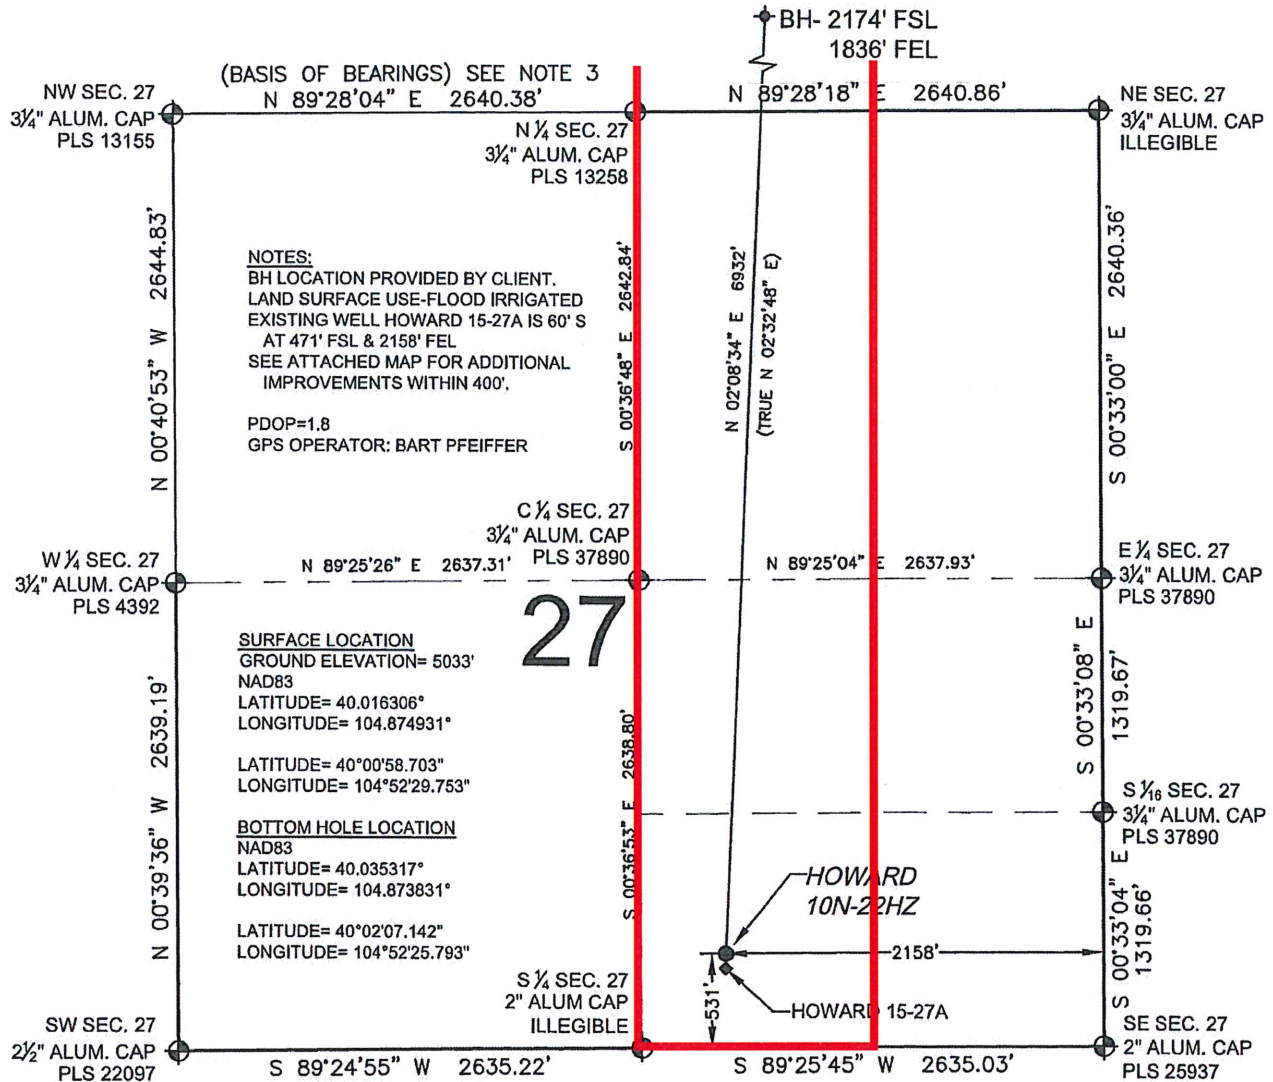 BH- 2174' FSL
1836' FEL
(BASIS OF BEARINGS) SEE NOTE 3
N 89°28'04" E 2640.38'
N 89°28'18" E 2640.86'
NW SEC. 27
3¼" ALUM. CAP
PLS 13155
N ¼ SEC. 27
3¼" ALUM. CAP
PLS 13258
NE SEC. 27
3¼" ALUM. CAP
ILLEGIBLE
N 00°40'53" W 2644.83'
NOTES:
BH LOCATION PROVIDED BY CLIENT.
LAND SURFACE USE-FLOOD IRRIGATED
EXISTING WELL HOWARD 15-27A IS 60' S
AT 471' FSL & 2158' FEL
SEE ATTACHED MAP FOR ADDITIONAL
IMPROVEMENTS WITHIN 400'.
PDOP=1.8
GPS OPERATOR: BART PFEIFFER
S 00°36'48" E 2642.84'
N 02°08'34" E 6932'
(TRUE N 02°32'48" E)
S 00°33'00" E 2640.36'
C ¼ SEC. 27
3¼" ALUM. CAP
PLS 37890
W ¼ SEC. 27
3¼" ALUM. CAP
PLS 4392
N 89°25'26" E 2637.31'
N 89°25'04" E 2637.93'
E ¼ SEC. 27
3¼" ALUM. CAP
PLS 37890
27
SURFACE LOCATION
GROUND ELEVATION= 5033'
NAD83
LATITUDE= 40.016306°
LONGITUDE= 104.874931°
LATITUDE= 40°00'58.703"
LONGITUDE= 104°52'29.753"
BOTTOM HOLE LOCATION
NAD83
LATITUDE= 40.035317°
LONGITUDE= 104.873831°
LATITUDE= 40°02'07.142"
LONGITUDE= 104°52'25.793"
N 00°39'36" W 2639.19'
S 00°36'53" E 2638.80'
S 00°33'08" E
1319.67'
S 1⁄16 SEC. 27
3¼" ALUM. CAP
PLS 37890
S 00°33'04" E
1319.66'
HOWARD
10N-22HZ
2158'
531'
HOWARD 15-27A
S ¼ SEC. 27
2" ALUM CAP
ILLEGIBLE
SW SEC. 27
2½" ALUM. CAP
PLS 22097
S 89°24'55" W 2635.22'
S 89°25'45" W 2635.03'
SE SEC. 27
2" ALUM. CAP
PLS 25937